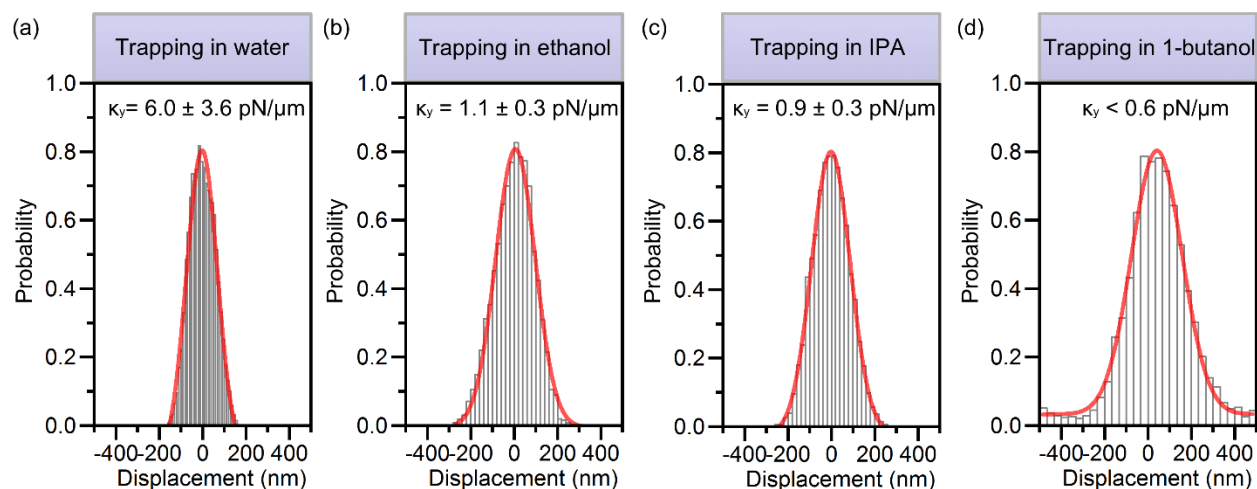 (a)
Trapping in water
κy= 6.0 ± 3.6 pN/µm
Probability
1.0
0.8
0.6
0.4
0.2
0.0
-400-200 0 200 400
Displacement (nm)
(b)
Trapping in ethanol
κy = 1.1 ± 0.3 pN/µm
Probability
1.0
0.8
0.6
0.4
0.2
0.0
-400-200 0 200 400
Displacement (nm)
(c)
Trapping in IPA
κy = 0.9 ± 0.3 pN/µm
Probability
1.0
0.8
0.6
0.4
0.2
0.0
-400-200 0 200 400
Displacement (nm)
(d)
Trapping in 1-butanol
κy < 0.6 pN/µm
Probability
1.0
0.8
0.6
0.4
0.2
0.0
-400-200 0 200 400
Displacement (nm)